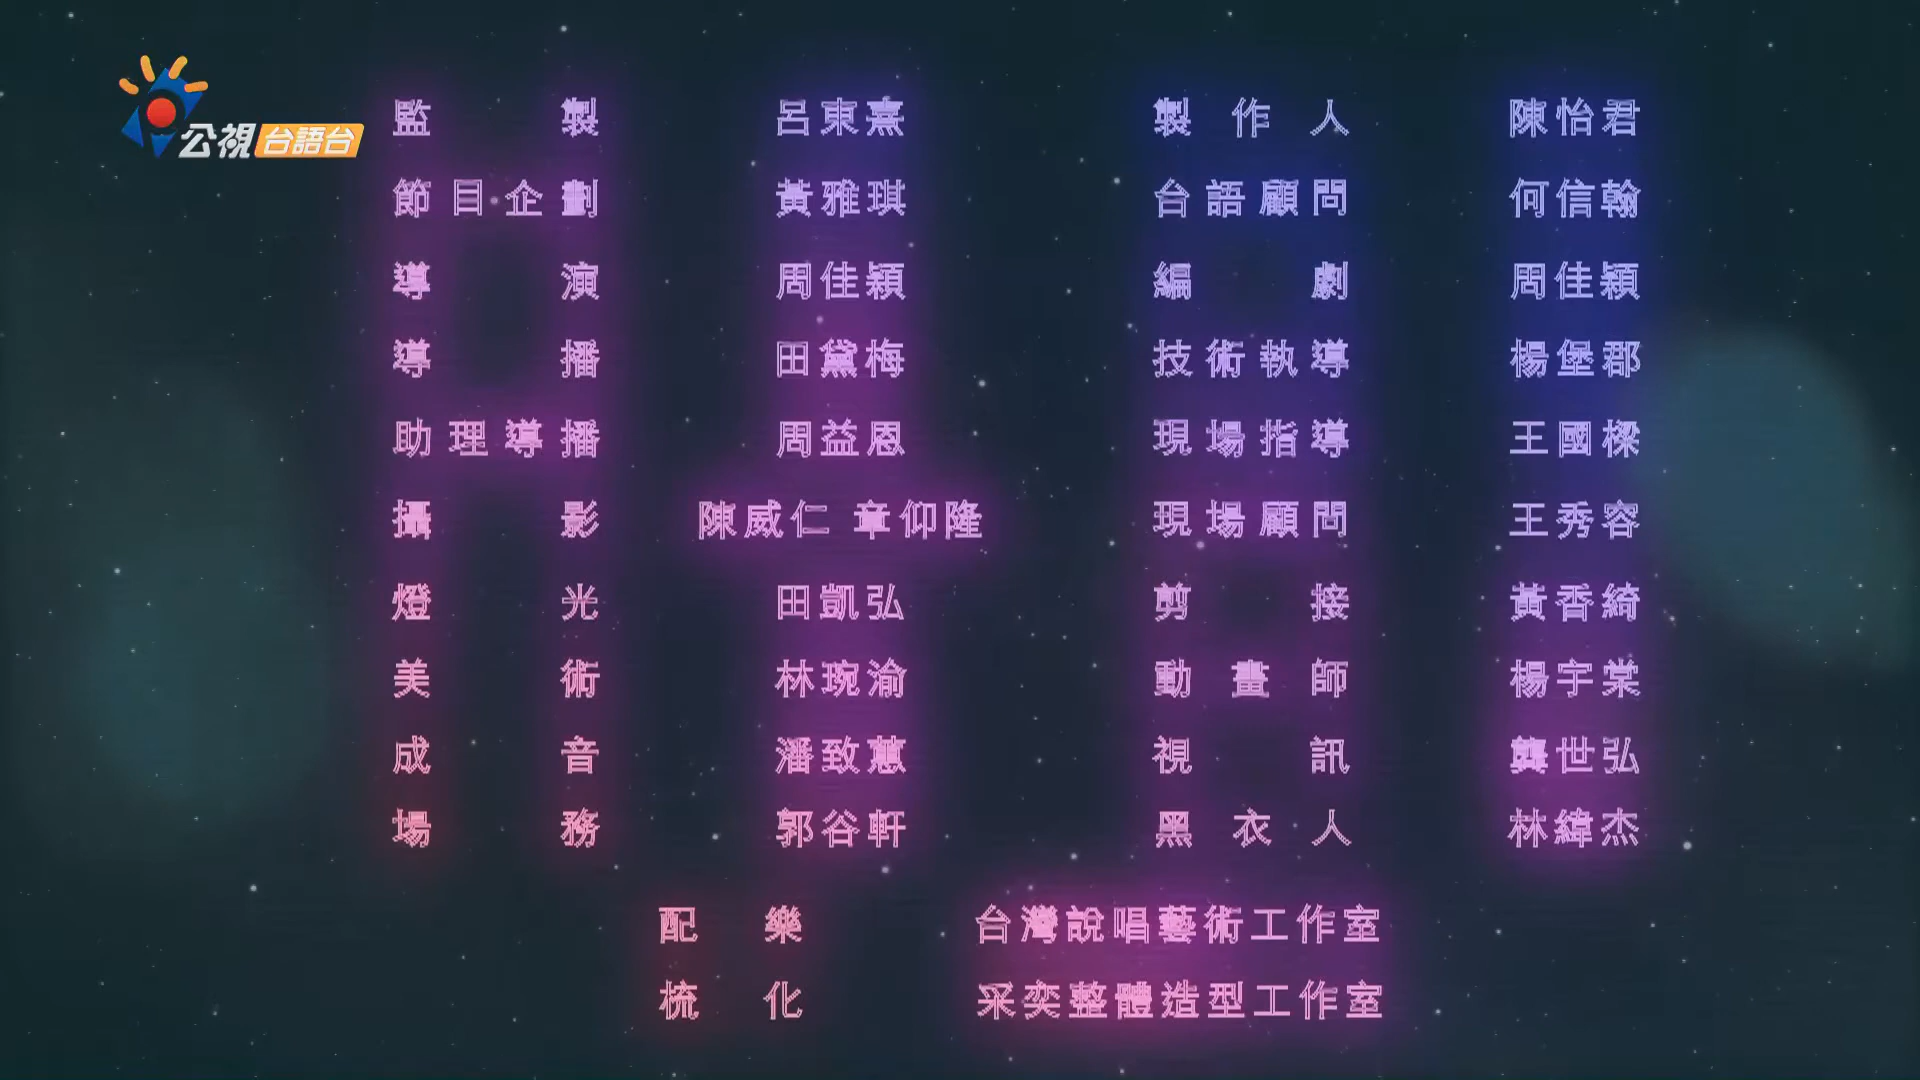 公視台語台
監製 呂東熹 製作人 陳怡君
節目企劃 黃雅琪 台語顧問 何信翰
導演 周佳穎 編劇 周佳穎
導播 田黛梅 技術執導 楊堡郡
助理導播 周益恩 現場指導 王國樑
攝影 陳威仁 章仰隆 現場顧問 王秀容
燈光 田凱弘 剪接 黃香綺
美術 林琬渝 動畫師 楊宇棠
成音 潘致蕙 視訊 龔世弘
場務 郭谷軒 黑衣人 林緯杰
配樂 台灣說唱藝術工作室
梳化 采奕整體造型工作室